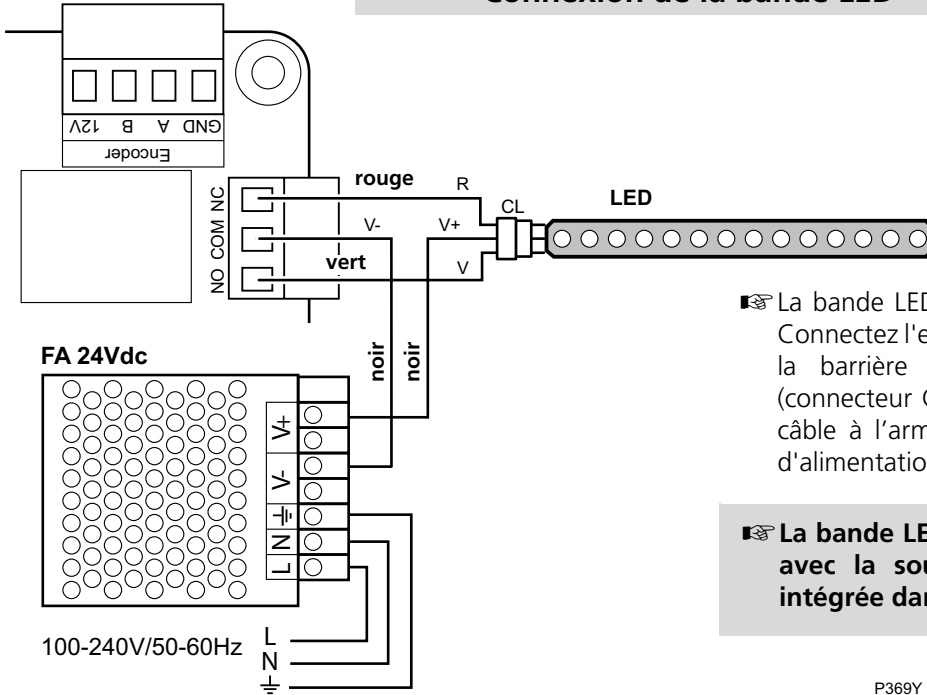 Connexion de la bande LED
12V B A GND
Encoder
NO COM NC
rouge R
V- V+ CL LED
vert V
noir noir
La bande LED
Connectez l'e
la barrière
(connecteur
câble à l'arm
d'alimentatio
FA 24Vdc
V+
V-
N
L
La bande LE
avec la sou
intégrée dar
100-240V/50-60Hz L
N
P369Y